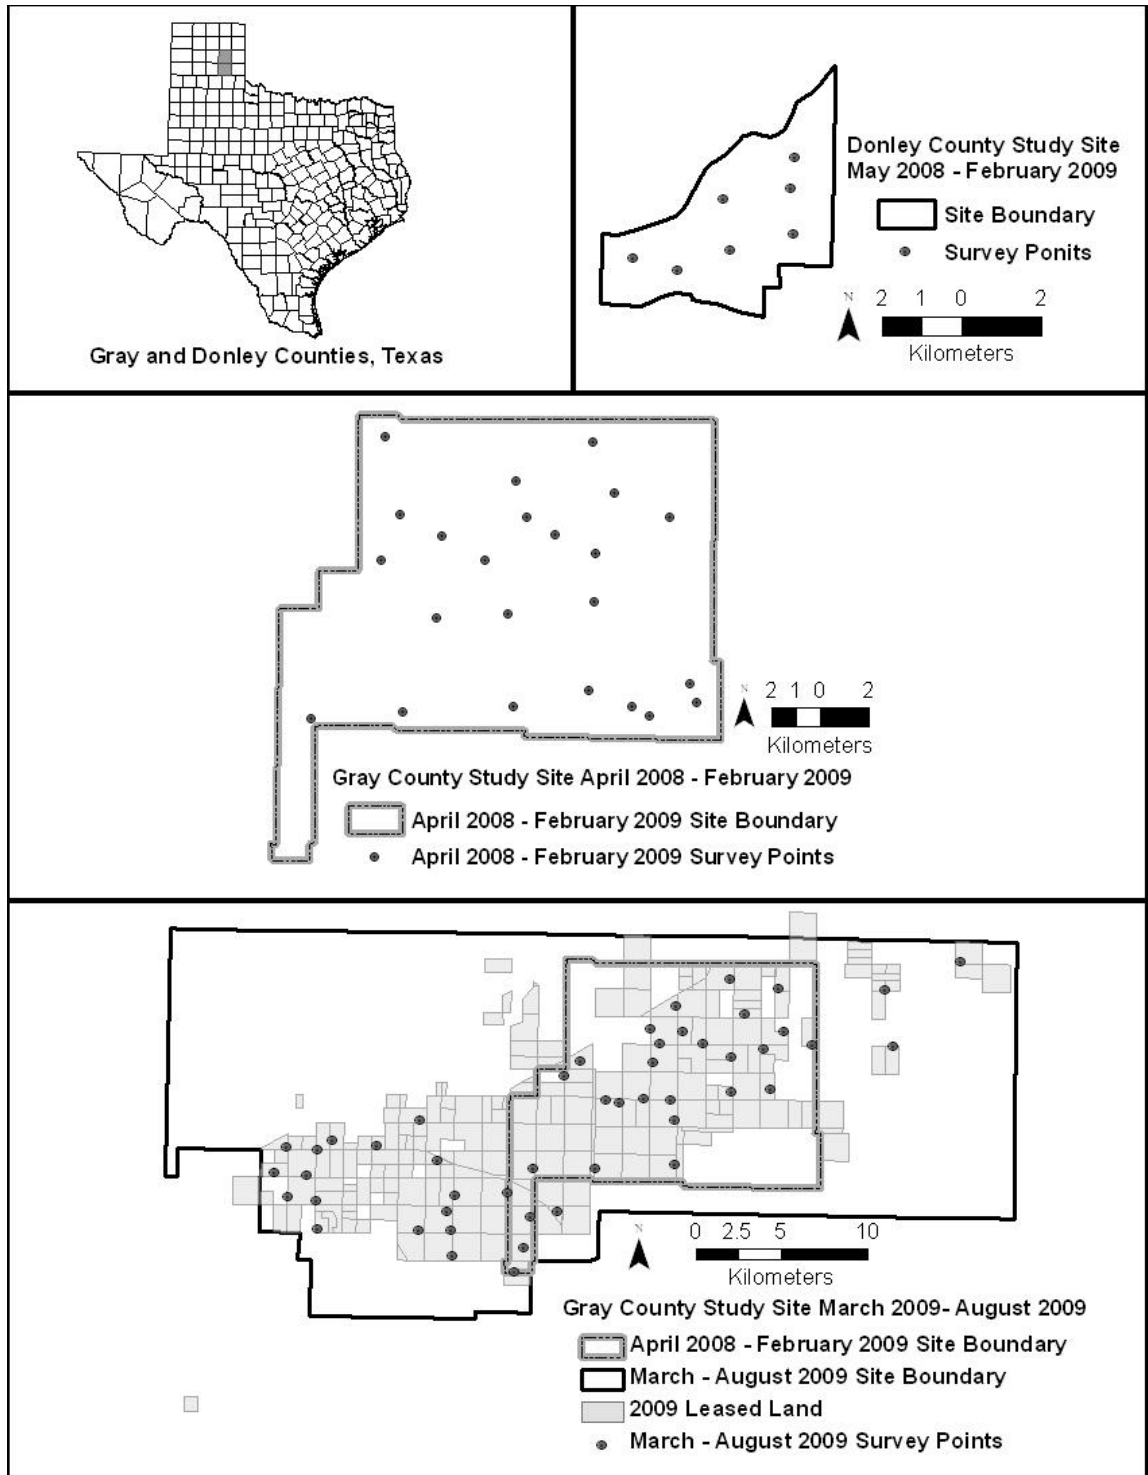 Gray and Donley Counties, Texas
Donley County Study Site
May 2008 - February 2009
Site Boundary
Survey Ponits
N
2 1 0 2
Kilometers
N
2 1 0 2
Kilometers
Gray County Study Site April 2008 - February 2009
April 2008 - February 2009 Site Boundary
April 2008 - February 2009 Survey Points
N
0 2.5 5 10
Kilometers
Gray County Study Site March 2009- August 2009
April 2008 - February 2009 Site Boundary
March - August 2009 Site Boundary
2009 Leased Land
March - August 2009 Survey Points